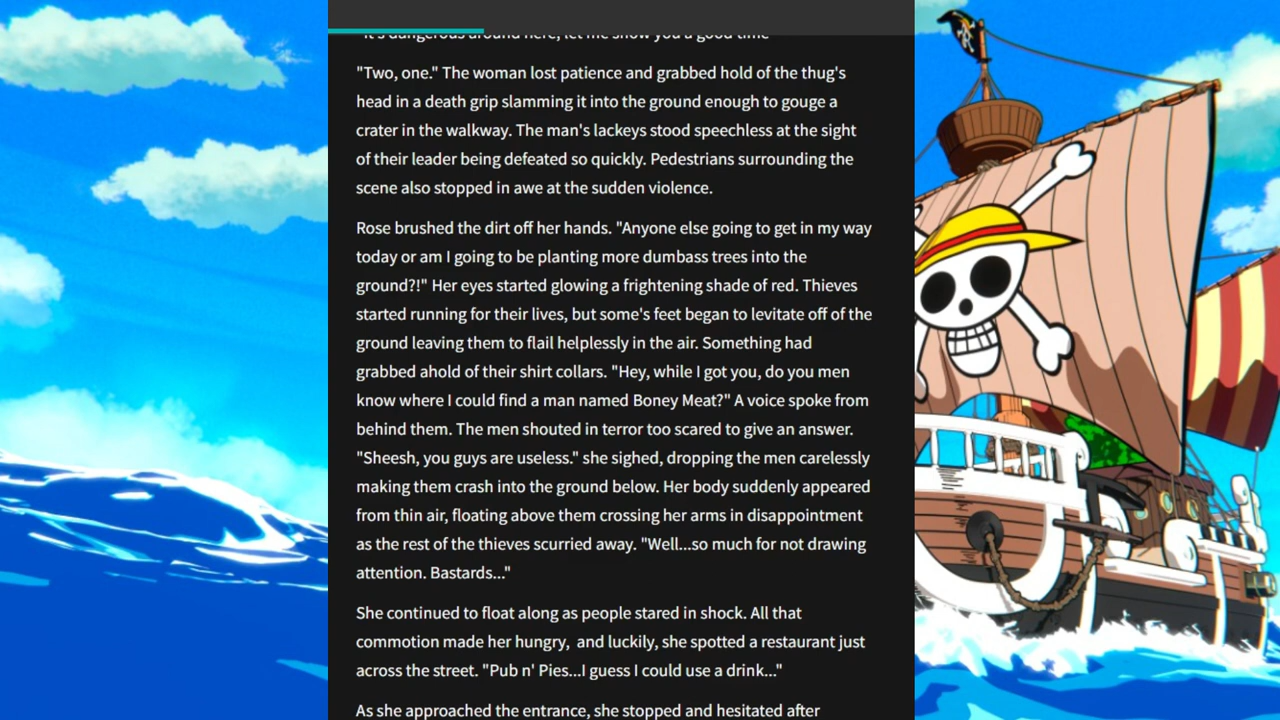 "It's dangerous around here, let me show you a good time"
"Two, one." The woman lost patience and grabbed hold of the thug's
head in a death grip slamming it into the ground enough to gouge a
crater in the walkway. The man's lackeys stood speechless at the sight
of their leader being defeated so quickly. Pedestrians surrounding the
scene also stopped in awe at the sudden violence.
Rose brushed the dirt off her hands. "Anyone else going to get in my way
today or am I going to be planting more dumbass trees into the
ground?!" Her eyes started glowing a frightening shade of red. Thieves
started running for their lives, but some's feet began to levitate off of the
ground leaving them to flail helplessly in the air. Something had
grabbed ahold of their shirt collars. "Hey, while I got you, do you men
know where I could find a man named Boney Meat?" A voice spoke from
behind them. The men shouted in terror too scared to give an answer.
"Sheesh, you guys are useless." she sighed, dropping the men carelessly
making them crash into the ground below. Her body suddenly appeared
from thin air, floating above them crossing her arms in disappointment
as the rest of the thieves scurried away. "Well...so much for not drawing
attention. Bastards..."
She continued to float along as people stared in shock. All that
commotion made her hungry,  and luckily, she spotted a restaurant just
across the street. "Pub n' Pies...I guess I could use a drink..."
As she approached the entrance, she stopped and hesitated after